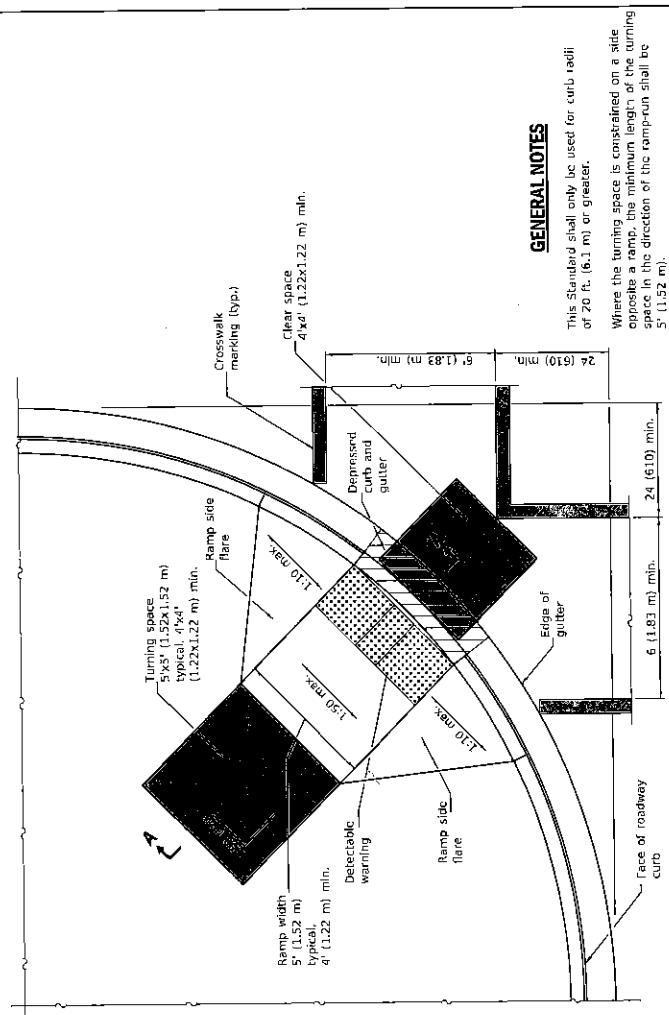 Turning space
5'x5' (1.52x1.52 m)
typical, 4'x4'
(1.22x1.22 m) min.
Ramp side
flare
Crosswalk
marking (typ.)
Clear space
4'x4' (1.22x1.22 m) min.
A
Ramp width
5' (1.52 m)
typical,
4' (1.22 m) min.
1:50 max.
1:10 max.
Depressed
curb and
gutter
Detectable
warning
1:10 max.
Ramp side
flare
Edge of
gutter
Face of roadway
curb
6' (1.83 m) min.
24 (610) min.
24 (610) min.
6 (1.83 m) min.
GENERAL NOTES
This Standard shall only be used for curb radii
of 20 ft. (6.1 m) or greater.
Where the turning space is constrained on a side
opposite a ramp, the minimum length of the turning
space in the direction of the ramp-run shall be
5' (1.52 m).